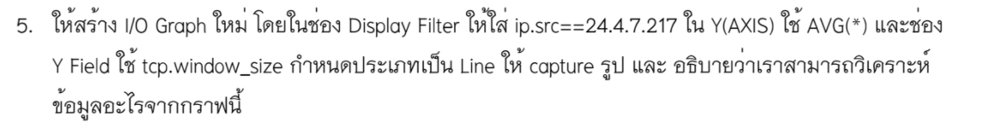 5. ให้สร้าง I/O Graph ใหม่ โดยในช่อง Display Filter ให้ใส่ ip.src==24.4.7.217 ใน Y(AXIS) ใช้ AVG(*) และช่อง
Y Field ใช้ tcp.window_size กำหนดประเภทเป็น Line ให้ capture รูป และ อธิบายว่าเราสามารถวิเคราะห์
ข้อมูลอะไรจากกราฟนี้